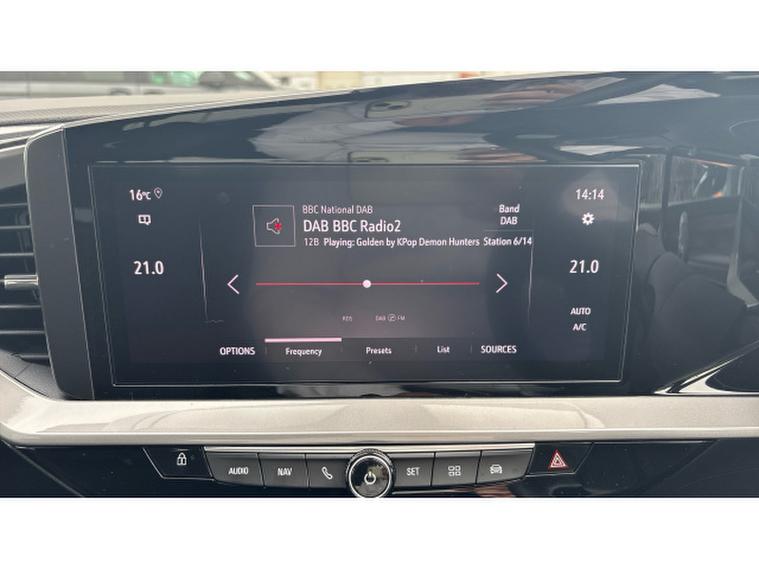 16°C
14:14
BBC National DAB
DAB BBC Radio2
12B Playing: Golden by KPop Demon Hunters Station 6/14
Band
DAB
21.0
21.0
RDS DAB FM
AUTO
A/C
OPTIONS Frequency Presets List SOURCES
AUDIO NAV SET